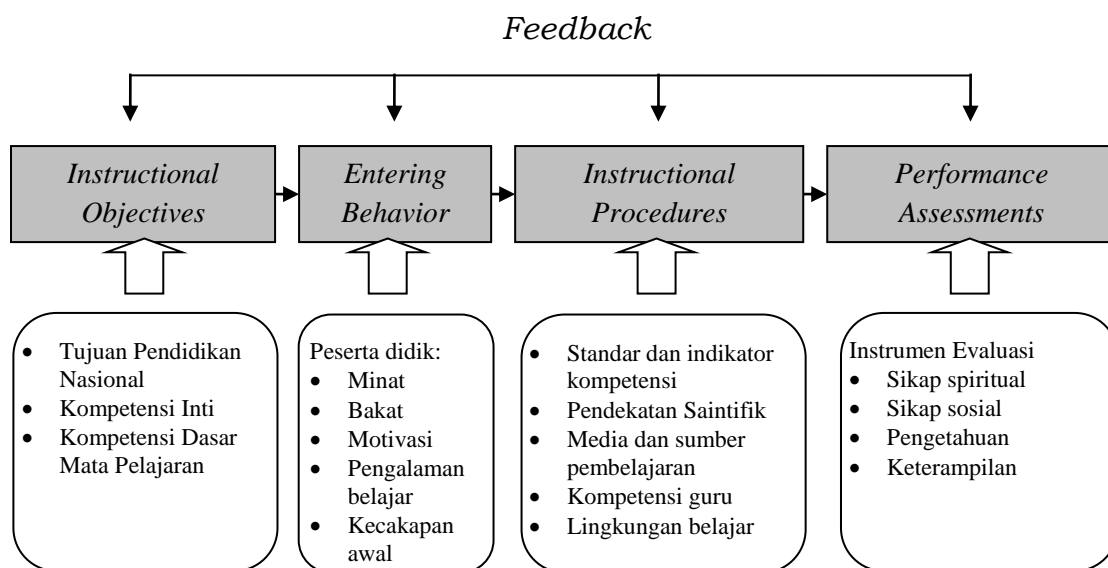 Feedback
Instructional
Objectives
Entering
Behavior
Instructional
Procedures
Performance
Assessments
• Tujuan Pendidikan
Nasional
• Kompetensi Inti
• Kompetensi Dasar
Mata Pelajaran
Peserta didik:
• Minat
• Bakat
• Motivasi
• Pengalaman
belajar
• Kecakapan
awal
• Standar dan indikator
kompetensi
• Pendekatan Saintifik
• Media dan sumber
pembelajaran
• Kompetensi guru
• Lingkungan belajar
Instrumen Evaluasi
• Sikap spiritual
• Sikap sosial
• Pengetahuan
• Keterampilan